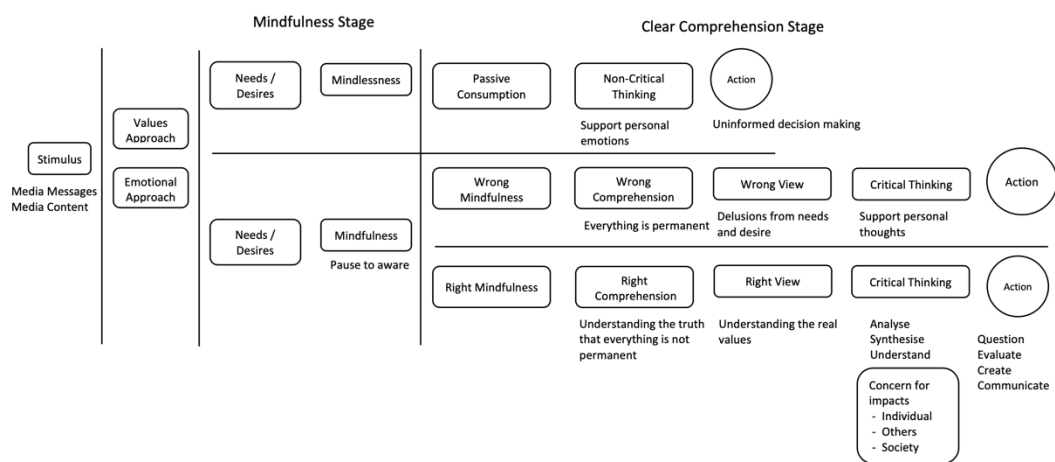 Mindfulness Stage
Clear Comprehension Stage
Stimulus
Media Messages
Media Content
Values
Approach
Emotional
Approach
Needs /
Desires
Mindlessness
Passive
Consumption
Non-Critical
Thinking
Support personal
emotions
Action
Uninformed decision making
Needs /
Desires
Mindfulness
Pause to aware
Wrong
Mindfulness
Wrong
Comprehension
Everything is permanent
Wrong View
Delusions from needs
and desire
Critical Thinking
Support personal
thoughts
Action
Right Mindfulness
Right
Comprehension
Understanding the truth
that everything is not
permanent
Right View
Understanding the real
values
Critical Thinking
Analyse
Synthesise
Understand
Concern for
impacts
- Individual
- Others
- Society
Action
Question
Evaluate
Create
Communicate